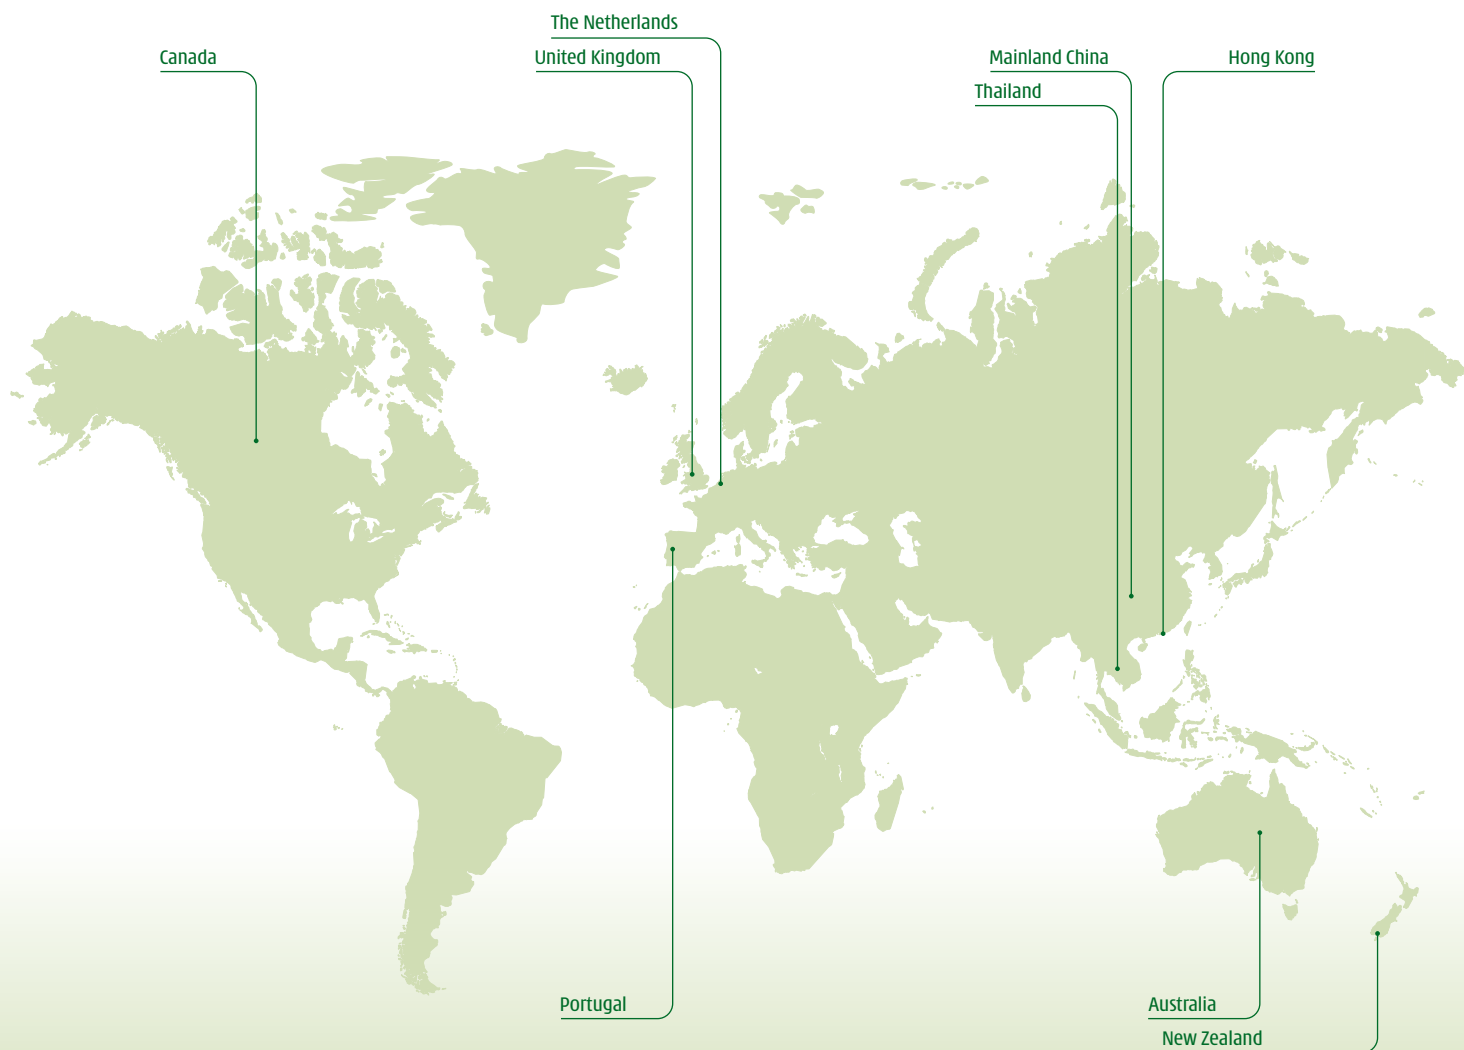 The Netherlands
Canada
United Kingdom
Mainland China
Hong Kong
Thailand
Portugal
Australia
New Zealand